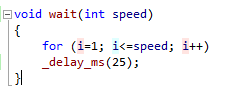 void wait(int speed)
{
for (i=1; i<=speed; i++)
_delay_ms(25);
}